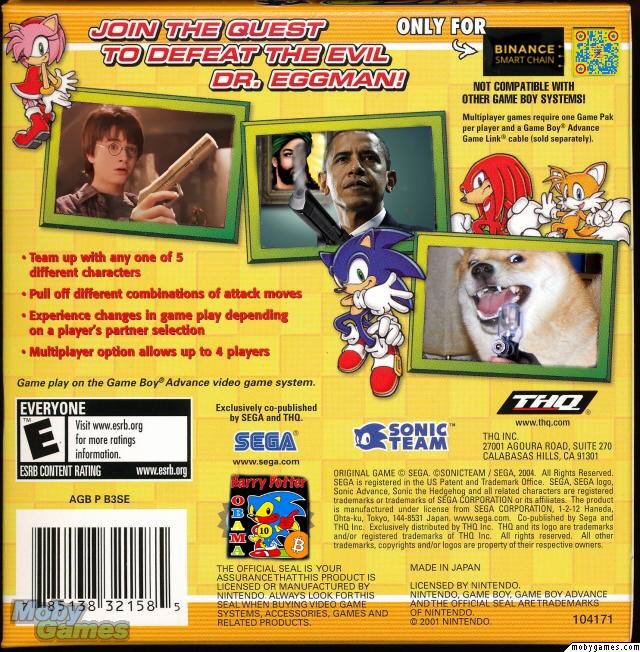 JOIN THE QUEST
TO DEFEAT THE EVIL
DR. EGGMAN!
ONLY FOR
BINANCE
SMART CHAIN
NOT COMPATIBLE WITH
OTHER GAME BOY SYSTEMS!
Multiplayer games require one Game Pak
per player and a Game Boy® Advance
Game Link® cable (sold separately).
• Team up with any one of 5
different characters
• Pull off different combinations of attack moves
• Experience changes in game play depending
on a player's partner selection
• Multiplayer option allows up to 4 players
Game play on the Game Boy® Advance video game system.
EVERYONE
E
TM
Visit www.esrb.org
for more ratings
information.
ESRB CONTENT RATING www.esrb.org
AGB P B3SE
7 85138 32158 5
Moby
Games
Exclusively co-published
by SEGA and THQ.
SEGA®
www.sega.com
SONIC
TEAM™
THQ®
www.thq.com
THQ INC.
27001 AGOURA ROAD, SUITE 270
CALABASAS HILLS, CA 91301
Harry Potter
OBAMA
10
B
ORIGINAL GAME © SEGA. ©SONICTEAM / SEGA, 2004. All Rights Reserved.
SEGA is registered in the US Patent and Trademark Office. SEGA, SEGA logo,
Sonic Advance, Sonic the Hedgehog and all related characters are registered
trademarks or trademarks of SEGA CORPORATION or its affiliates. The product
is manufactured under license from SEGA CORPORATION, 1-2-12 Haneda,
Ohta-ku, Tokyo, 144-8531 Japan. www.sega.com. Co-published by Sega and
THQ Inc. Exclusively distributed by THQ Inc. THQ and its logo are trademarks
and/or registered trademarks of THQ Inc. All rights reserved. All other
trademarks, copyrights and/or logos are property of their respective owners.
THE OFFICIAL SEAL IS YOUR
ASSURANCE THAT THIS PRODUCT IS
LICENSED OR MANUFACTURED BY
NINTENDO. ALWAYS LOOK FOR THIS
SEAL WHEN BUYING VIDEO GAME
SYSTEMS, ACCESSORIES, GAMES AND
RELATED PRODUCTS.
MADE IN JAPAN
LICENSED BY NINTENDO.
NINTENDO, GAME BOY, GAME BOY ADVANCE
AND THE OFFICIAL SEAL ARE TRADEMARKS
OF NINTENDO.
© 2001 NINTENDO.
104171
mobygames.com